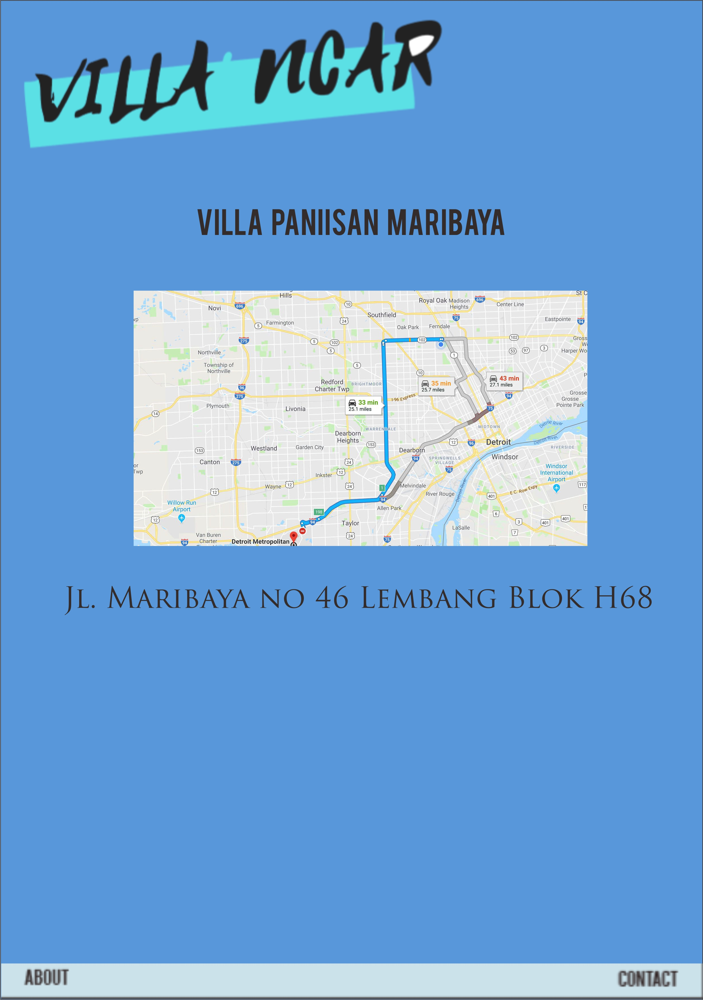 VILLA NCAR
VILLA PANIISAN MARIBAYA
Hills
St C
Novi
696
10
Royal Oak
Madison
Heights
696
Center Line
Southfield
24
75
Eastpointe
94
5
Farmington
Oak Park
Ferndale
275
5
102
102
102
Gross
Northville
5
53
97
3
Harper Wo
Township of
Northville
5
1
10
Redford
Charter Twp
BRIGHTMOOR
35 min
25.7 miles
43 min
27.1 miles
96
275
I-96 Express
94
Grosse
Grosse
Pointe Park
33 min
25.1 miles
Plymouth
Livonia
14
75
WARRENDALE
MIDTOWN
Detroit River
Dearborn
Heights
153
12
96
Detroit
Detroit River
RIVERSIDE
153
Westland
Garden City
Dearborn
94
SPRINGWELLS
VILLAGE
Windsor
Canton
275
24
75
Windsor
International
Airport
or
Twp
Inkster
12
Wayne
12
24
1
Melvindale
Detroit River
E C. Row Expy
117
12
River Rouge
401
94
Allen Park
Willow Run
Airport
198
12
94
Taylor
6
3
401
401
LaSalle
7
Van Buren
Charter
94
24
75
Detroit Metropolitan
Jl. Maribaya no 46 Lembang Blok H68
ABOUT
CONTACT